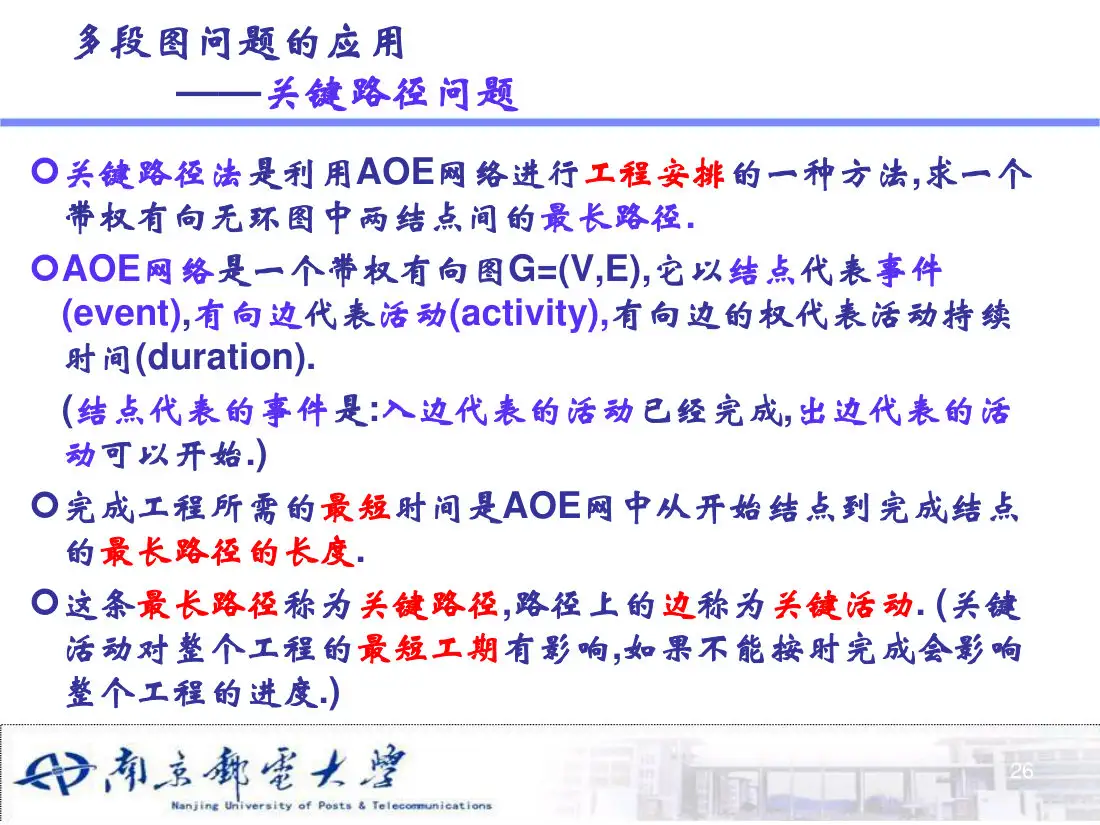 多段图问题的应用
——关键路径问题
关键路径法是利用AOE网络进行工程安排的一种方法,求一个
带权有向无环图中两结点间的最长路径.
AOE网络是一个带权有向图G=(V,E),它以结点代表事件
(event),有向边代表活动(activity),有向边的权代表活动持续
时间(duration).
(结点代表的事件是:入边代表的活动已经完成,出边代表的活
动可以开始.)
完成工程所需的最短时间是AOE网中从开始结点到完成结点
的最长路径的长度.
这条最长路径称为关键路径,路径上的边称为关键活动. (关键
活动对整个工程的最短工期有影响,如果不能按时完成会影响
整个工程的进度.)
26
南京邮电大學
Nanjing University of Posts & Telecommunications